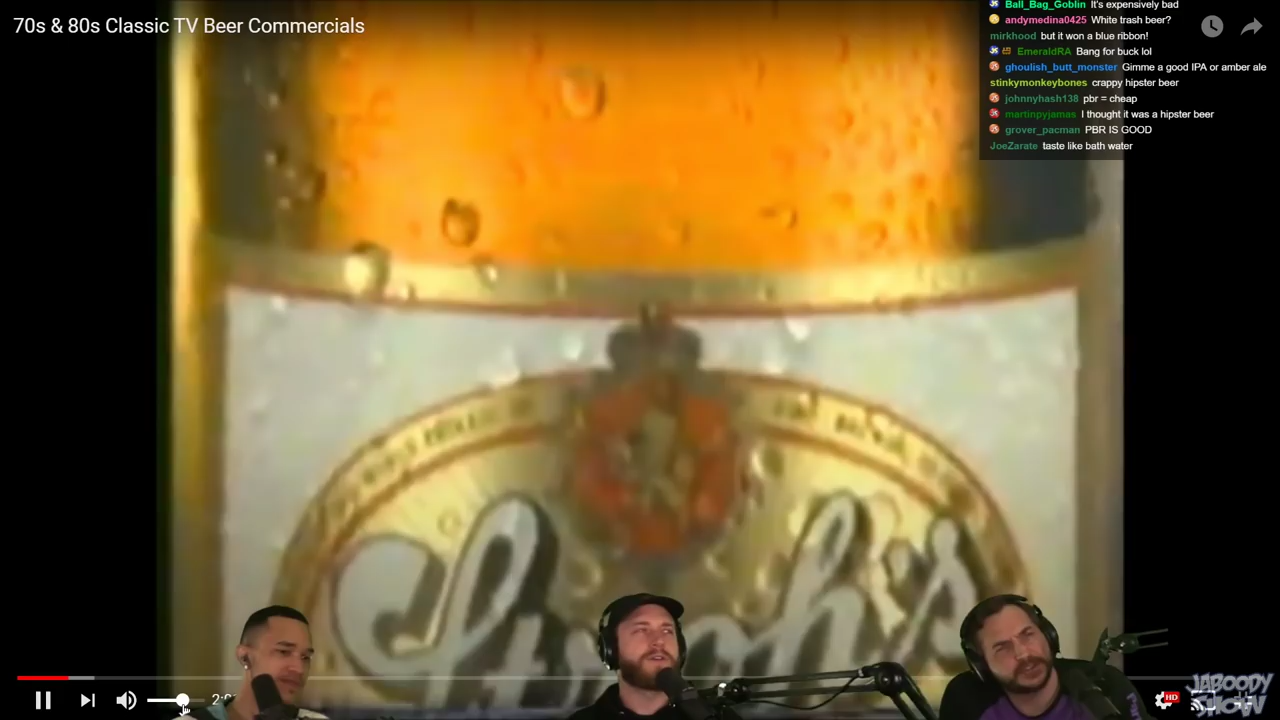 70s & 80s Classic TV Beer Commercials
Ball_Bag_Goblin It's expensively bad
andymedina0425 White trash beer?
mirkhood but it won a blue ribbon!
EmeraldRA Bang for buck lol
ghoulish_butt_monster Gimme a good IPA or amber ale
stinkymonkeybones crappy hipster beer
johnnyhash138 pbr = cheap
martinpyjamas I thought it was a hipster beer
grover_pacman PBR IS GOOD
JoeZarate taste like bath water
Stroh's
HD
JABOODY
SHOW